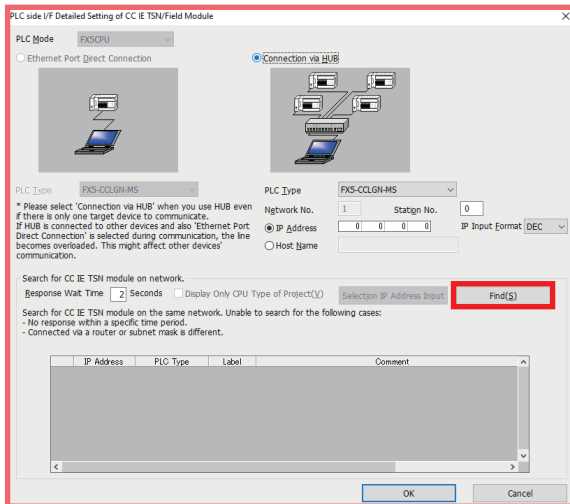 PLC side I/F Detailed Setting of CC IE TSN/Field Module
PLC Mode FX5CPU
Ethernet Port Direct Connection
Connection via HUB
PLC Type FX5-CCLGN-MS
* Please select 'Connection via HUB' when you use HUB even
if there is only one target device to communicate.
If HUB is connected to other devices and also 'Ethernet Port
Direct Connection' is selected during communication, the line
becomes overloaded. This might affect other devices'
communication.
PLC Type FX5-CCLGN-MS
Network No. 1 Station No. 0
IP Address 0 0 0 0 IP Input Format DEC
Host Name
Search for CC IE TSN module on network.
Response Wait Time 2 Seconds Display Only CPU Type of Project(V) Selection IP Address Input Find(S)
Search for CC IE TSN module on the same network. Unable to search for the following cases:
- No response within a specific time period.
- Connected via a router or subnet mask is different.
IP Address PLC Type Label Comment
OK Cancel